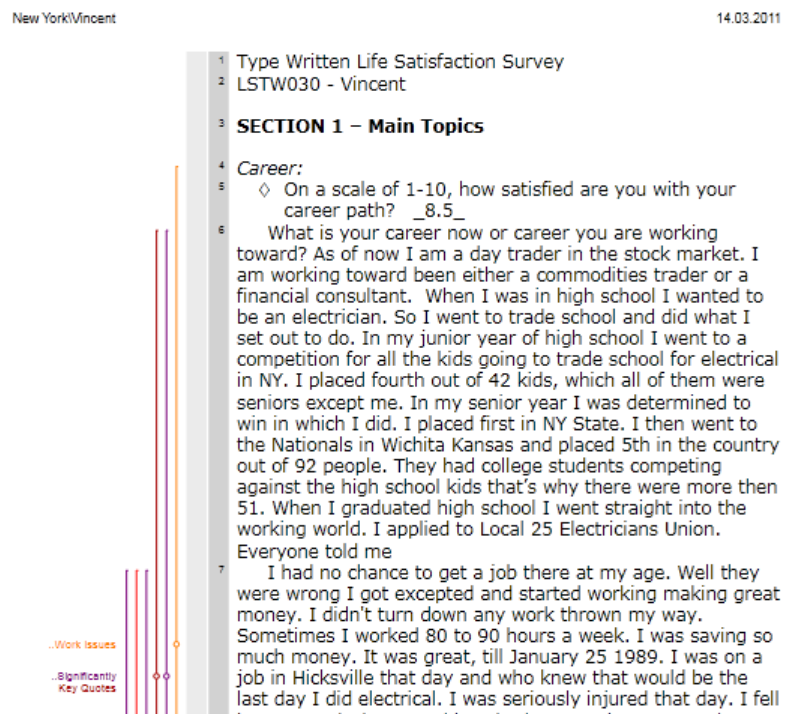 New York\Vincent
14.03.2011
1 Type Written Life Satisfaction Survey
2 LSTW030 - Vincent
3 SECTION 1 – Main Topics
4 Career:
5 ◊ On a scale of 1-10, how satisfied are you with your
career path? _8.5_
6 What is your career now or career you are working
toward? As of now I am a day trader in the stock market. I
am working toward been either a commodities trader or a
financial consultant. When I was in high school I wanted to
be an electrician. So I went to trade school and did what I
set out to do. In my junior year of high school I went to a
competition for all the kids going to trade school for electrical
in NY. I placed fourth out of 42 kids, which all of them were
seniors except me. In my senior year I was determined to
win in which I did. I placed first in NY State. I then went to
the Nationals in Wichita Kansas and placed 5th in the country
out of 92 people. They had college students competing
against the high school kids that’s why there were more then
51. When I graduated high school I went straight into the
working world. I applied to Local 25 Electricians Union.
Everyone told me
7 I had no chance to get a job there at my age. Well they
were wrong I got excepted and started working making great
money. I didn't turn down any work thrown my way.
Sometimes I worked 80 to 90 hours a week. I was saving so
..Work Issues
much money. It was great, till January 25 1989. I was on a
job in Hicksville that day and who knew that would be the
..Significantly
Key Quotes
last day I did electrical. I was seriously injured that day. I fell